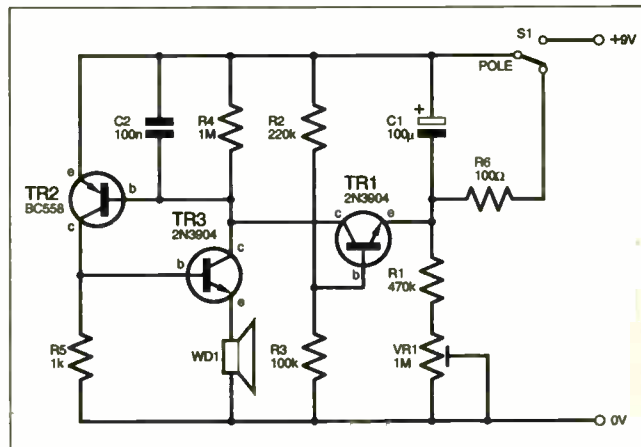 S1
+9V
POLE
C2
100n
R4
1M
R2
220k
C1
+
100µ
R6
100Ω
TR2
BC558
e
b
c
TR3
2N3904
c
b
e
TR1
2N3904
c
e
b
R1
470k
R5
1k
WD1
R3
100k
VR1
1M
0V